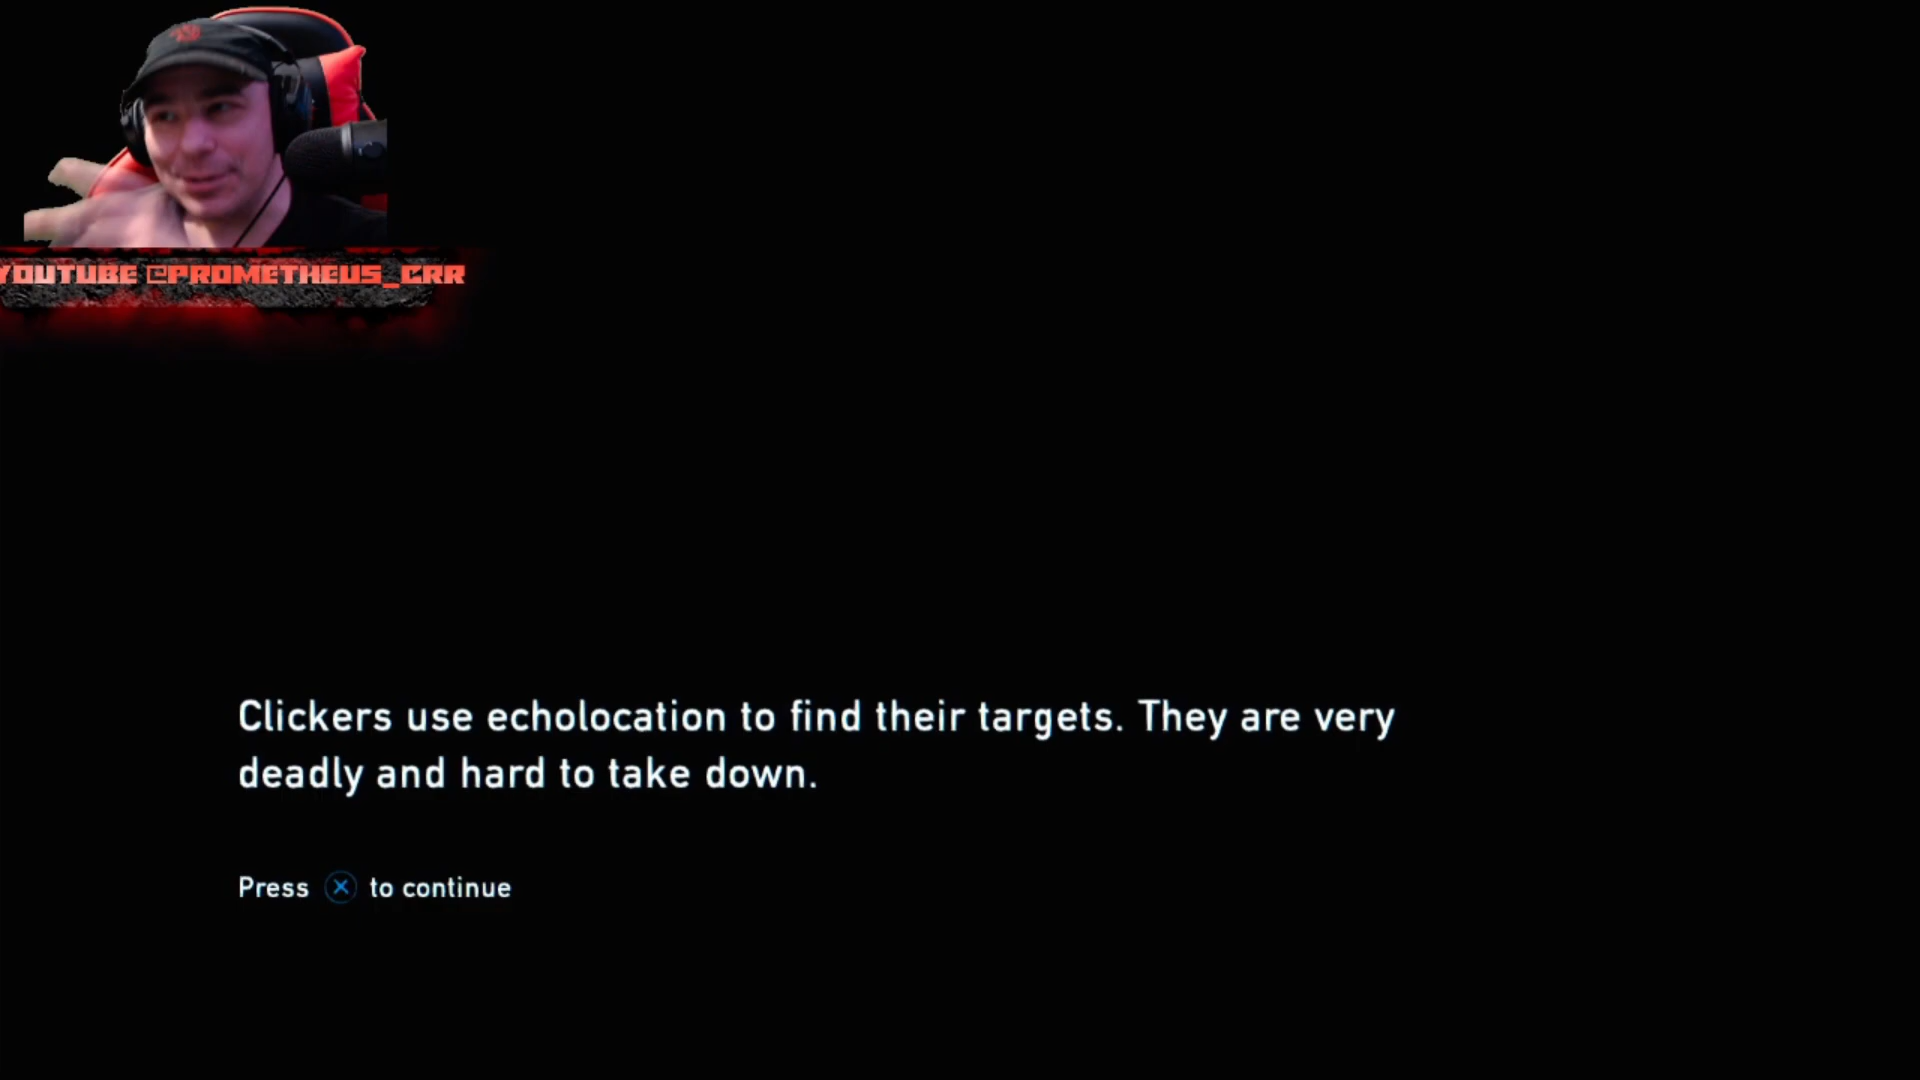 YOUTUBE @PROMETHEUS_GRR
Clickers use echolocation to find their targets. They are very
deadly and hard to take down.
Press ⓧ to continue